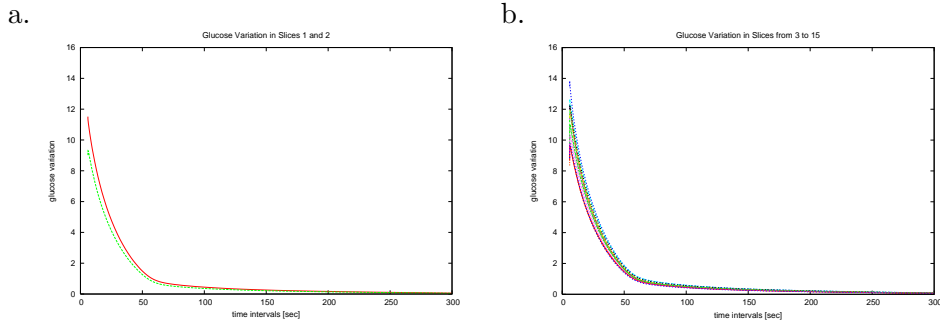 a.
Glucose Variation in Slices 1 and 2
16
14
12
10
8
6
4
2
0
glucose variation
0 50 100 150 200 250 300
time intervals [sec]
b.
Glucose Variation in Slices from 3 to 15
16
14
12
10
8
6
4
2
0
glucose variation
0 50 100 150 200 250 300
time intervals [sec]